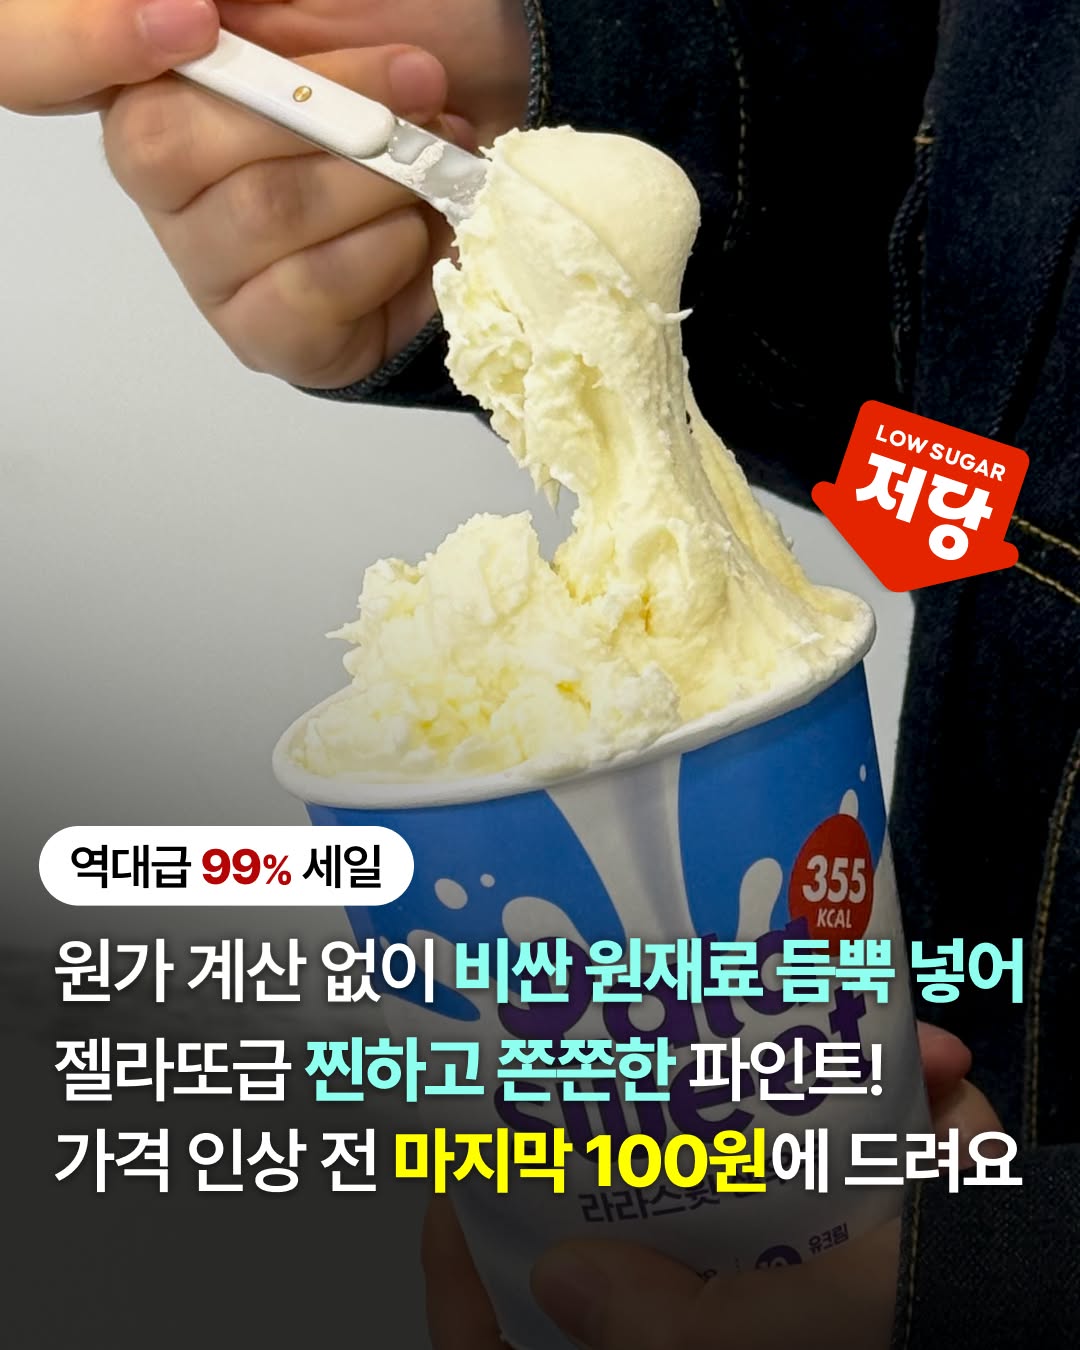 LOW SUGAR
저당
355
KCAL
역대급 99% 세일
원가 계산 없이 비싼 원재료 듬뿍 넣어
젤라또급 찐하고 쫀쫀한 파인트!
가격 인상 전 마지막 100원에 드려요
lala
sweet
라라스윗
유크림